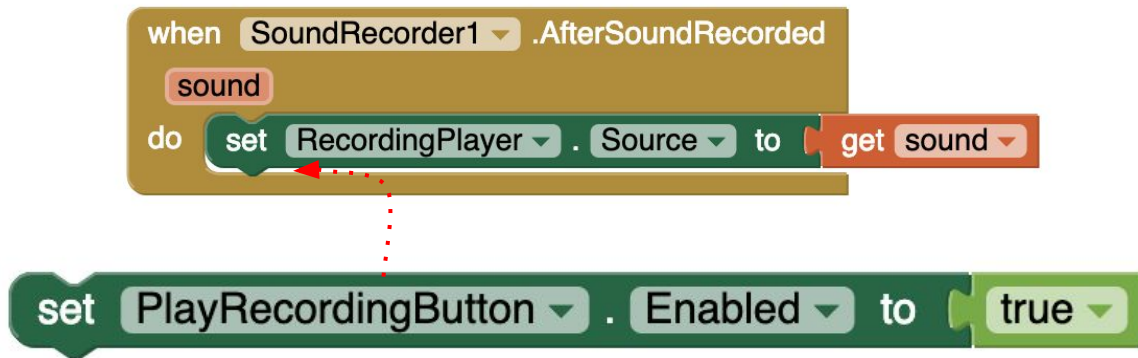 when SoundRecorder1 .AfterSoundRecorded
sound
do set RecordingPlayer . Source to get sound
set PlayRecordingButton . Enabled to true